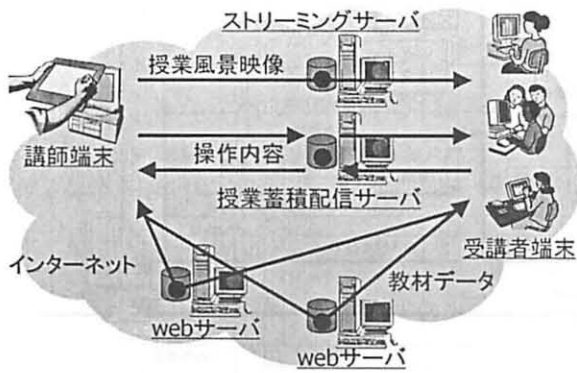 ストリーミングサーバ
授業風景映像
講師端末
操作内容
授業蓄積配信サーバ
受講者端末
インターネット
教材データ
webサーバ
webサーバ